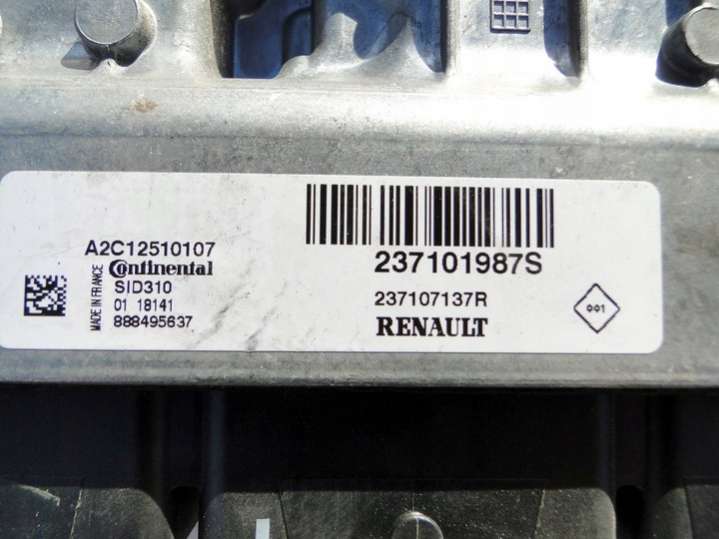 A2C12510107
Continental
SID310
01 18141
888495637
MADE IN FRANCE
237101987S
237107137R
RENAULT
001